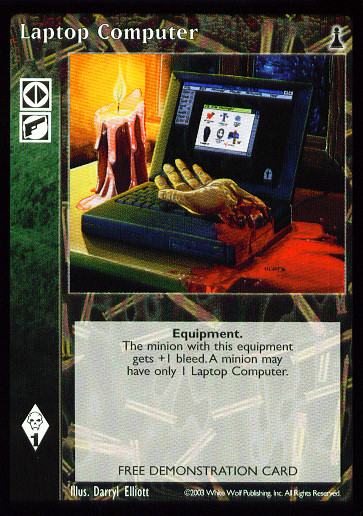 Laptop Computer
Equipment.
The minion with this equipment
gets +1 bleed. A minion may
have only 1 Laptop Computer.
1
FREE DEMONSTRATION CARD
Illus. Darryl Elliott
©2003 White Wolf Publishing, Inc. All Rights Reserved.